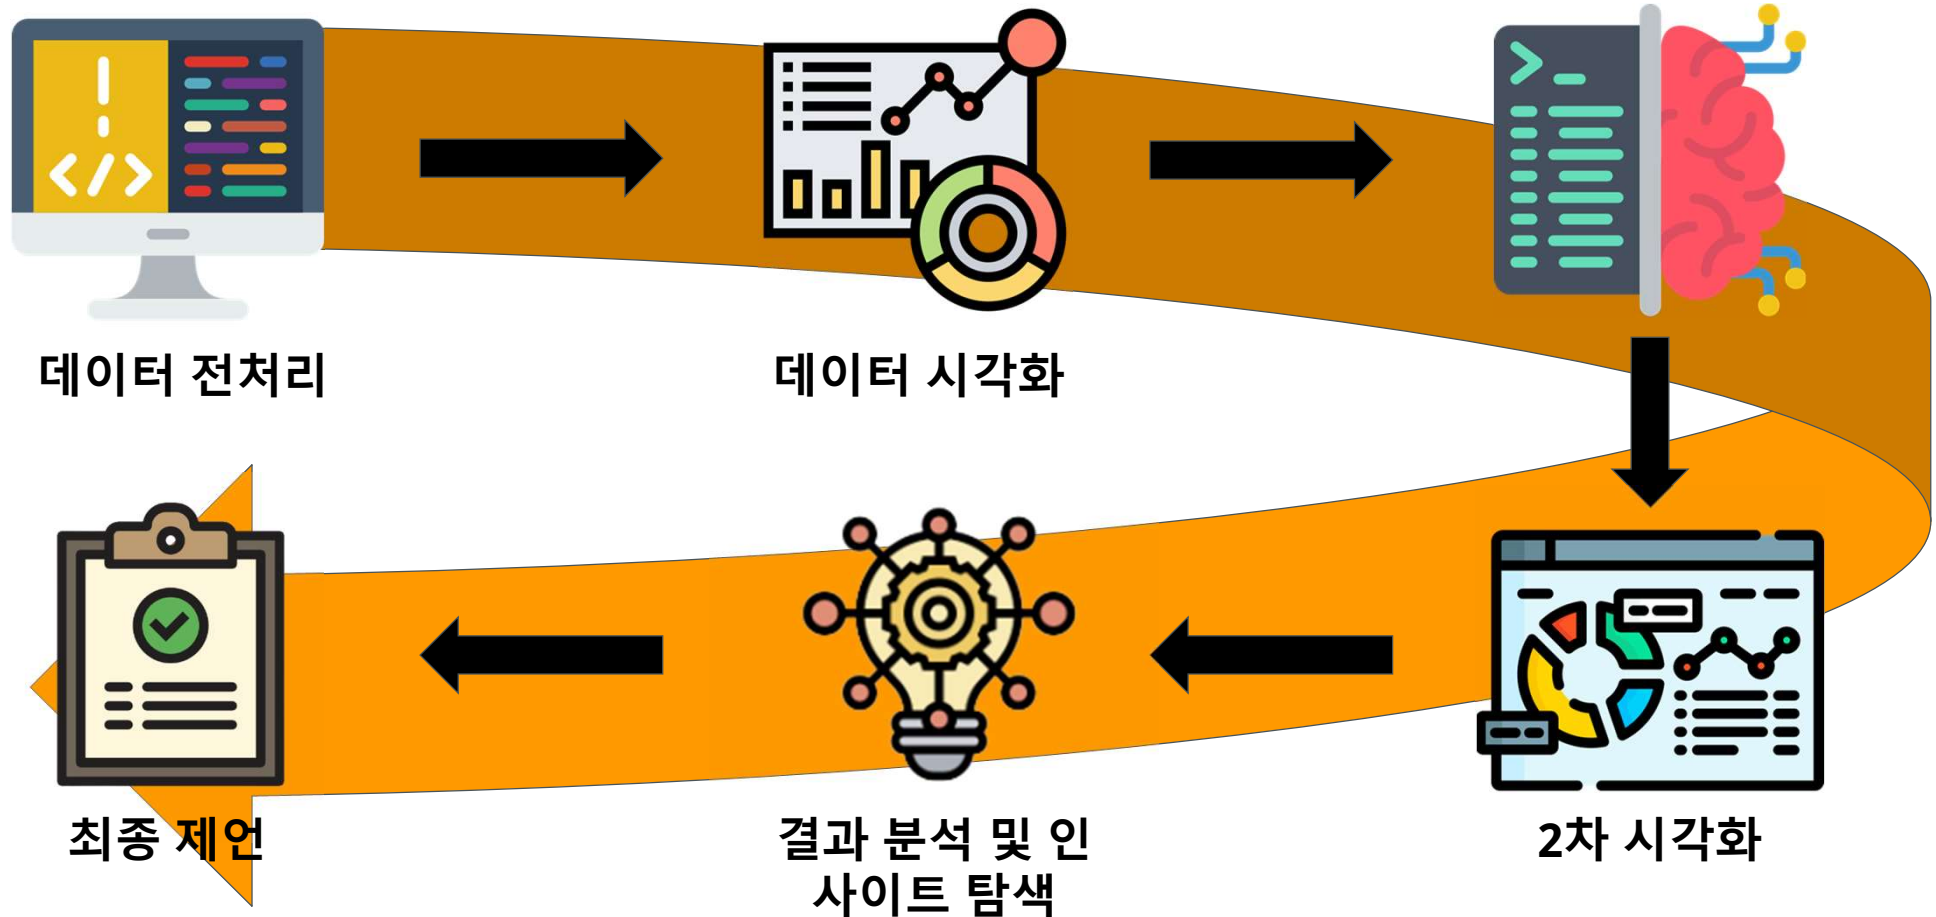 데이터 전처리
데이터 시각화
최종 제언
결과 분석 및 인
사이트 탐색
2차 시각화